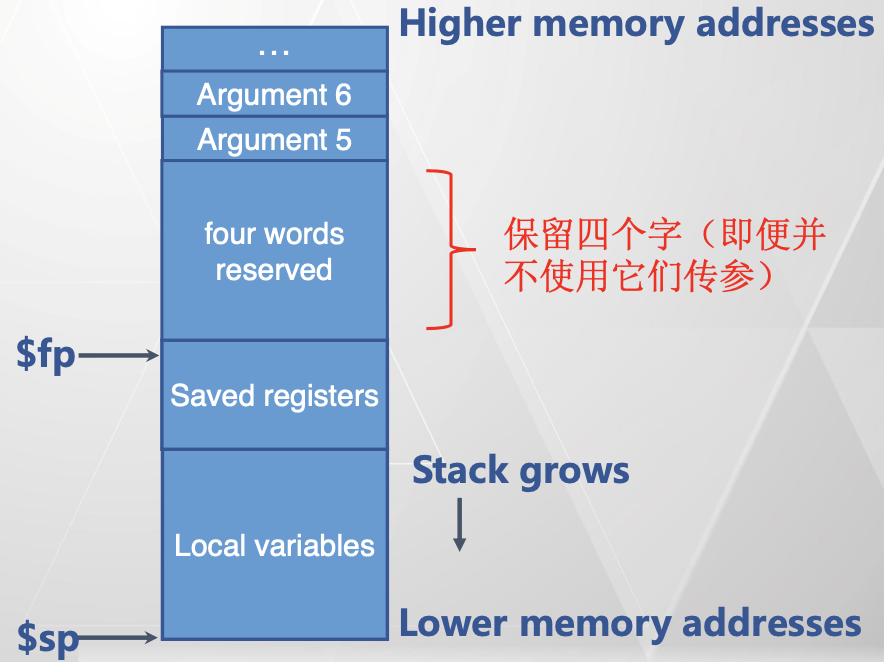 Higher memory addresses
...
Argument 6
Argument 5
four words
reserved
保留四个字（即便并
不使用它们传参）
$fp
Saved registers
Stack grows
Local variables
Lower memory addresses
$sp